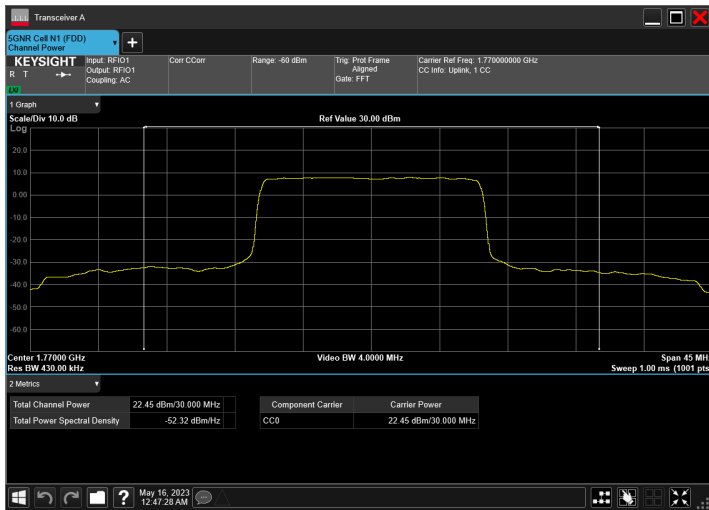 Transceiver A
5GNR Cell N1 (FDD)
Channel Power
KEYSIGHT
R T
LXI
Input: RFIO1
Output: RFIO1
Coupling: AC
Corr CCorr
Range: -60 dBm
Trig: Prot Frame
Aligned
Gate: FFT
Carrier Ref Freq: 1.770000000 GHz
CC Info: Uplink, 1 CC
1 Graph
Scale/Div 10.0 dB
Ref Value 30.00 dBm
Log
20.0
10.0
0.00
-10.0
-20.0
-30.0
-40.0
-50.0
-60.0
Center 1.77000 GHz
Video BW 4.0000 MHz
Span 45 MHz
Res BW 430.00 kHz
Sweep 1.00 ms (1001 pts
2 Metrics
Total Channel Power 22.45 dBm/30.000 MHz
Total Power Spectral Density -52.32 dBm/Hz
Component Carrier Carrier Power
CC0 22.45 dBm/30.000 MHz
?
May 16, 2023
12:47:28 AM